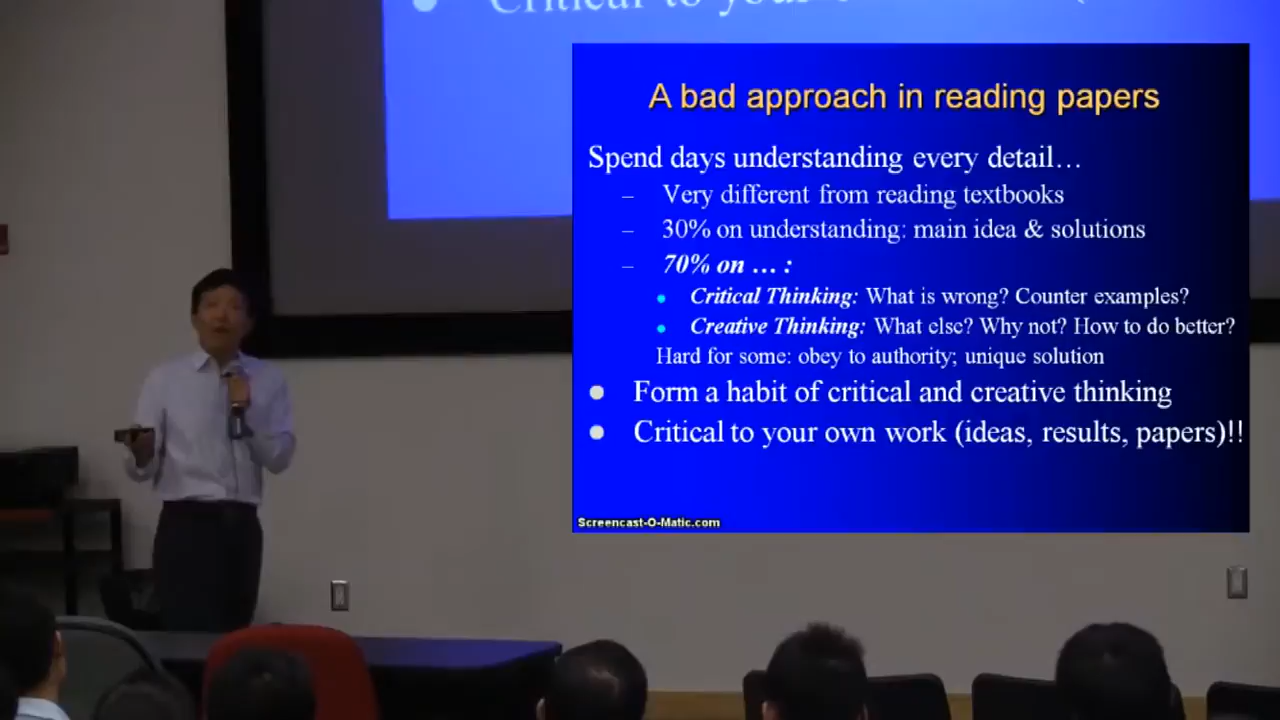 Critical to your
A bad approach in reading papers
Spend days understanding every detail…
– Very different from reading textbooks
– 30% on understanding: main idea & solutions
– 70% on … :
• Critical Thinking: What is wrong? Counter examples?
• Creative Thinking: What else? Why not? How to do better?
Hard for some: obey to authority; unique solution
● Form a habit of critical and creative thinking
● Critical to your own work (ideas, results, papers)!!
Screencast-O-Matic.com